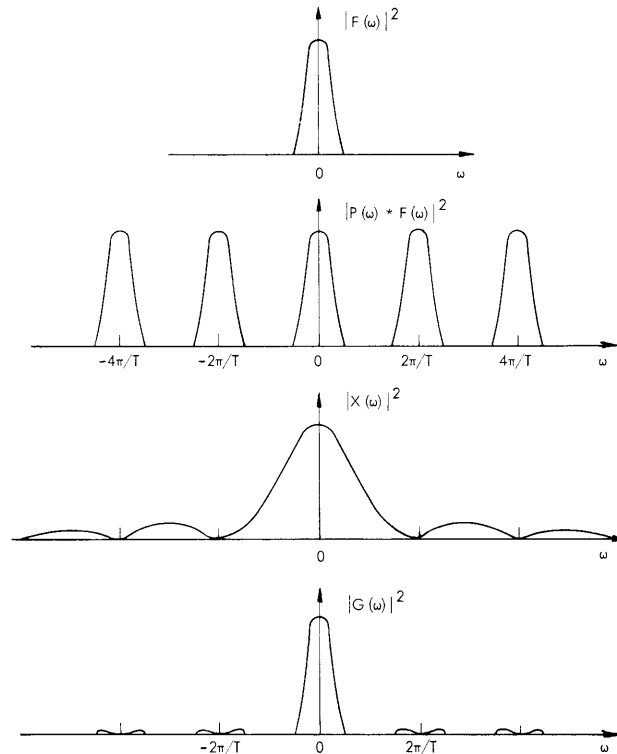 |F(ω)|²
0 ω
|P(ω) * F(ω)|²
-4π/T -2π/T 0 2π/T 4π/T ω
|X(ω)|²
0 ω
|G(ω)|²
-2π/T 0 2π/T ω